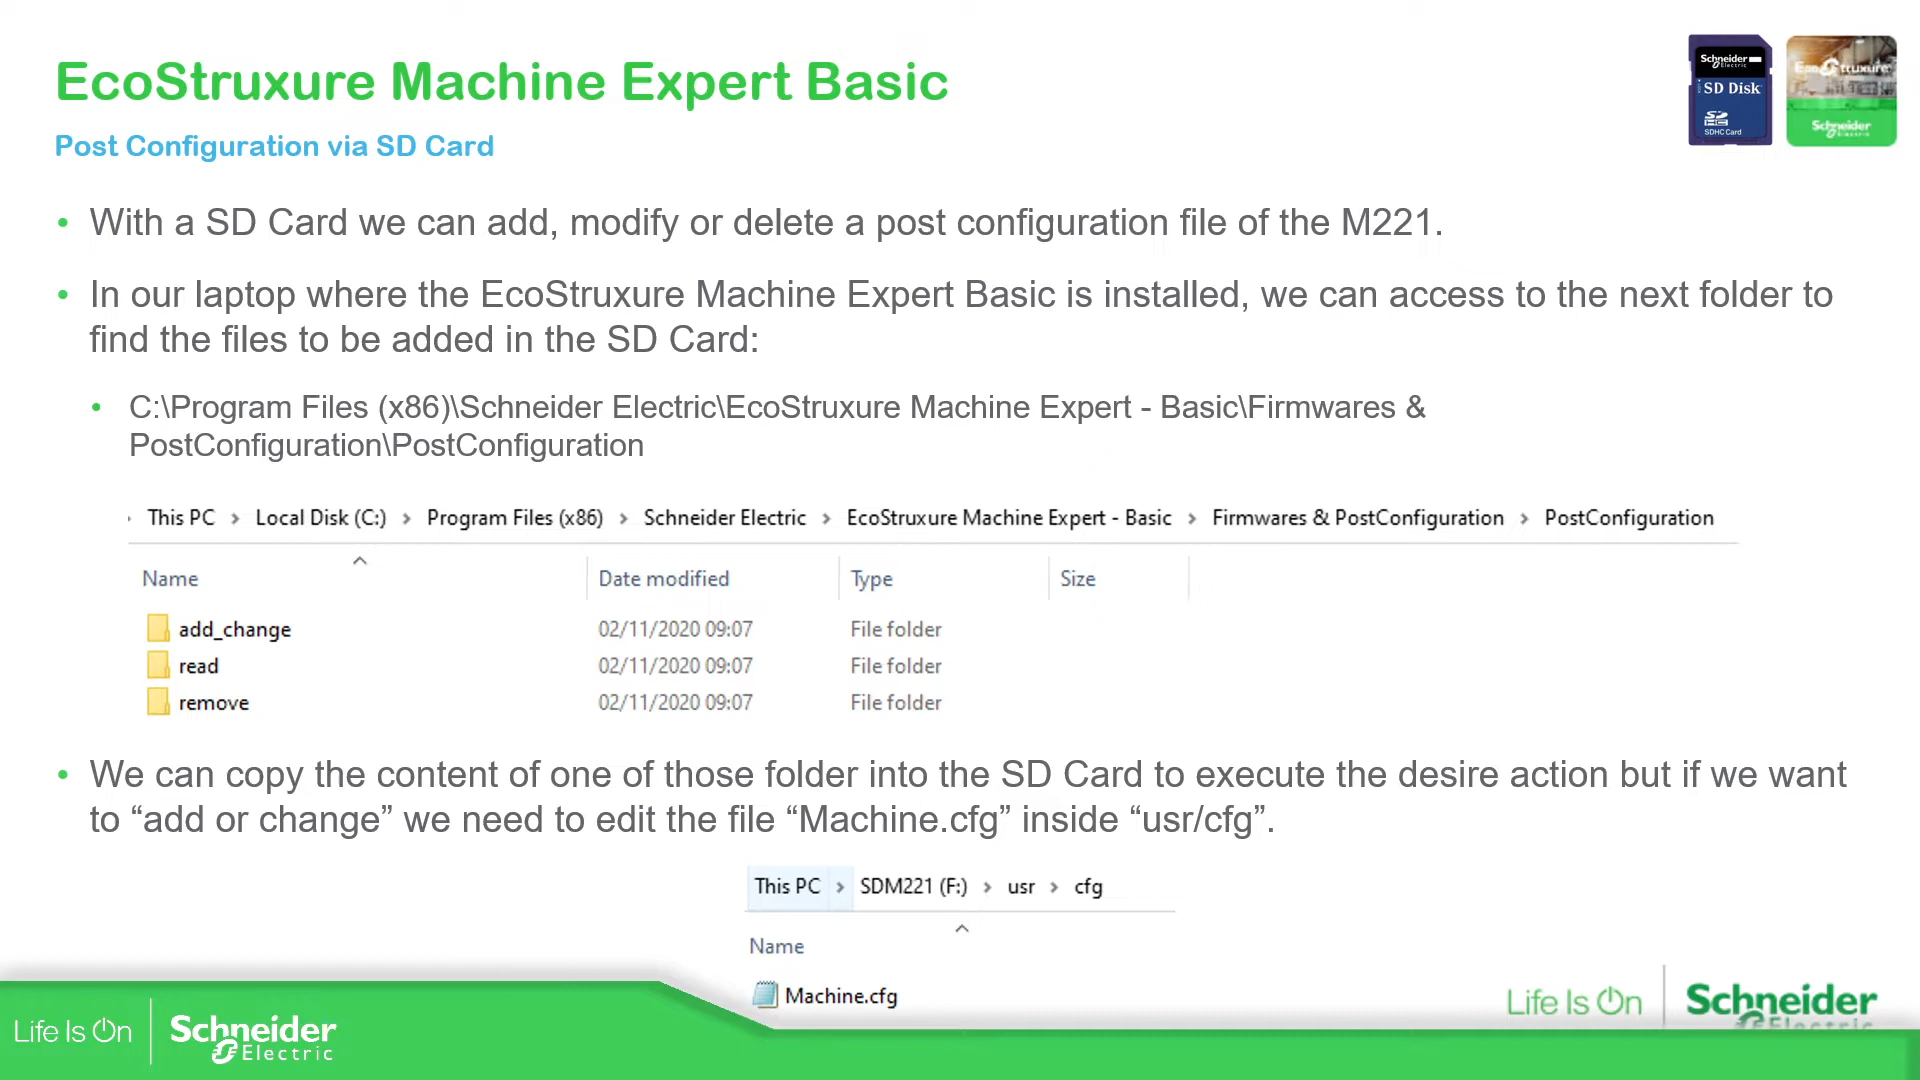 EcoStruxure Machine Expert Basic
Post Configuration via SD Card
Schneider
Electric
SD Disk
SDHC Card
EcoStruxure
Schneider
Electric
• With a SD Card we can add, modify or delete a post configuration file of the M221.
• In our laptop where the EcoStruxure Machine Expert Basic is installed, we can access to the next folder to
find the files to be added in the SD Card:
• C:\Program Files (x86)\Schneider Electric\EcoStruxure Machine Expert - Basic\Firmwares &
PostConfiguration\PostConfiguration
This PC > Local Disk (C:) > Program Files (x86) > Schneider Electric > EcoStruxure Machine Expert - Basic > Firmwares & PostConfiguration > PostConfiguration
Name Date modified Type Size
add_change 02/11/2020 09:07 File folder
read 02/11/2020 09:07 File folder
remove 02/11/2020 09:07 File folder
• We can copy the content of one of those folder into the SD Card to execute the desire action but if we want
to “add or change” we need to edit the file “Machine.cfg” inside “usr/cfg”.
This PC > SDM221 (F:) > usr > cfg
Name
Machine.cfg
Life Is On
Schneider
Electric
Life Is On
Schneider
Electric